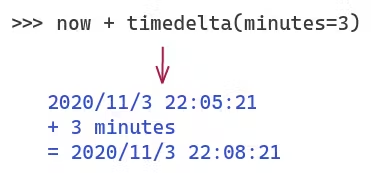 >>> now + timedelta(minutes=3)
2020/11/3 22:05:21
+ 3 minutes
= 2020/11/3 22:08:21